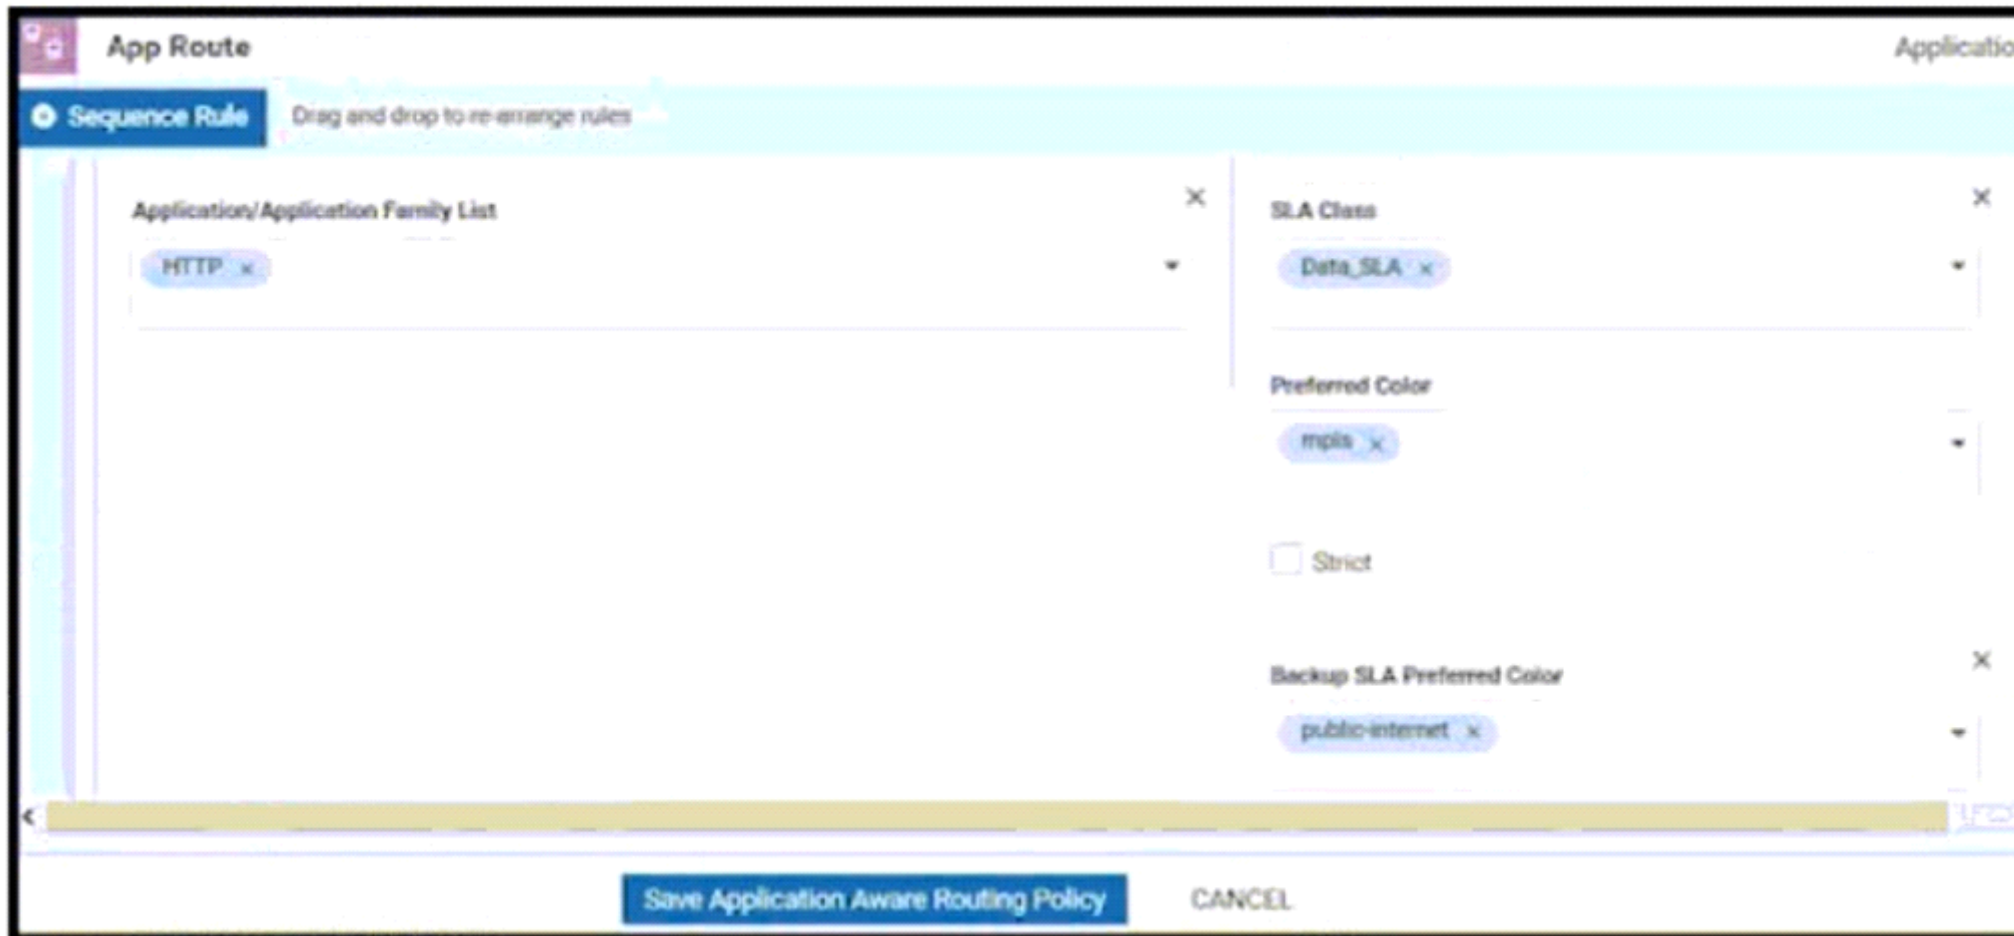 App Route
Applicatio
Sequence Rule
Drag and drop to re-arrange rules
Application/Application Family List
HTTP
SLA Class
Data_SLA
Preferred Color
mpls
Strict
Backup SLA Preferred Color
public-internet
Save Application Aware Routing Policy
CANCEL